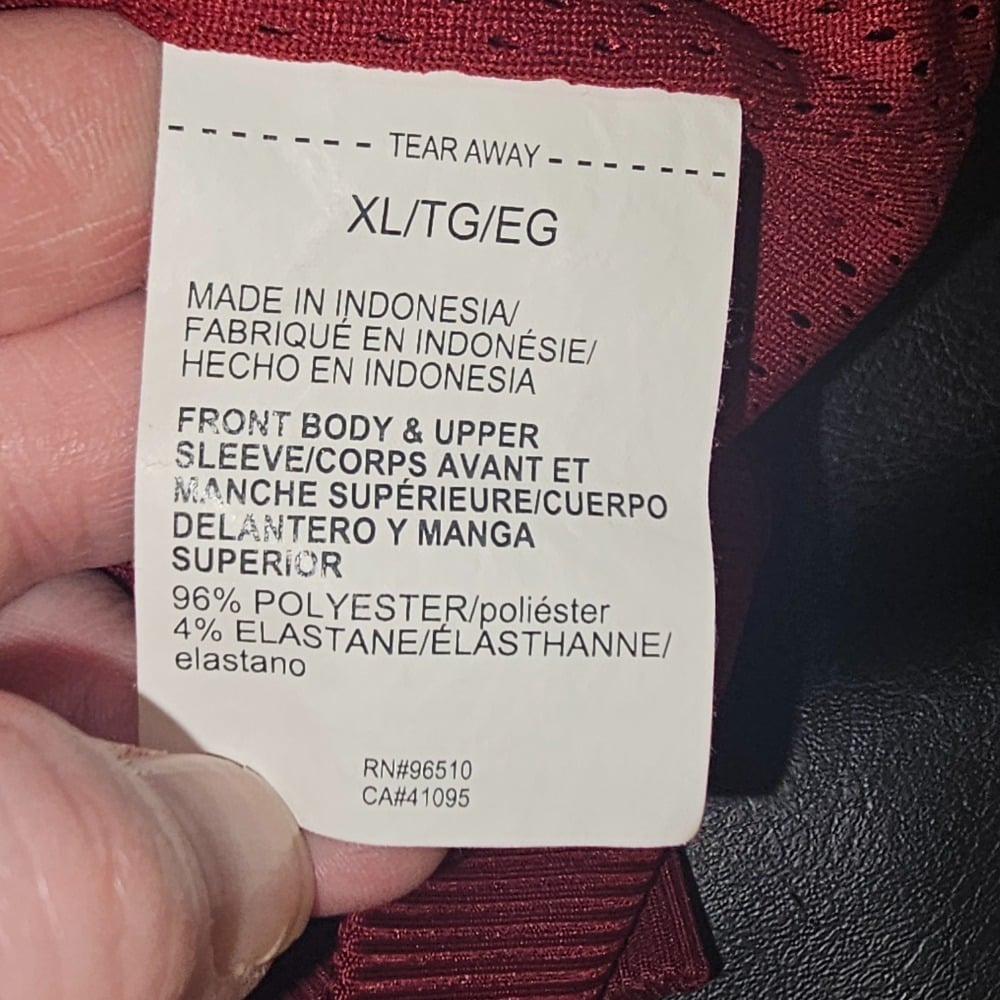 TEAR AWAY
XL/TG/EG
MADE IN INDONESIA/
FABRIQUÉ EN INDONÉSIE/
HECHO EN INDONESIA
FRONT BODY & UPPER
SLEEVE/CORPS AVANT ET
MANCHE SUPÉRIEURE/CUERPO
DELANTERO Y MANGA
SUPERIOR
96% POLYESTER/poliéster
4% ELASTANE/ÉLASTHANNE/
elastano
RN#96510
CA#41095